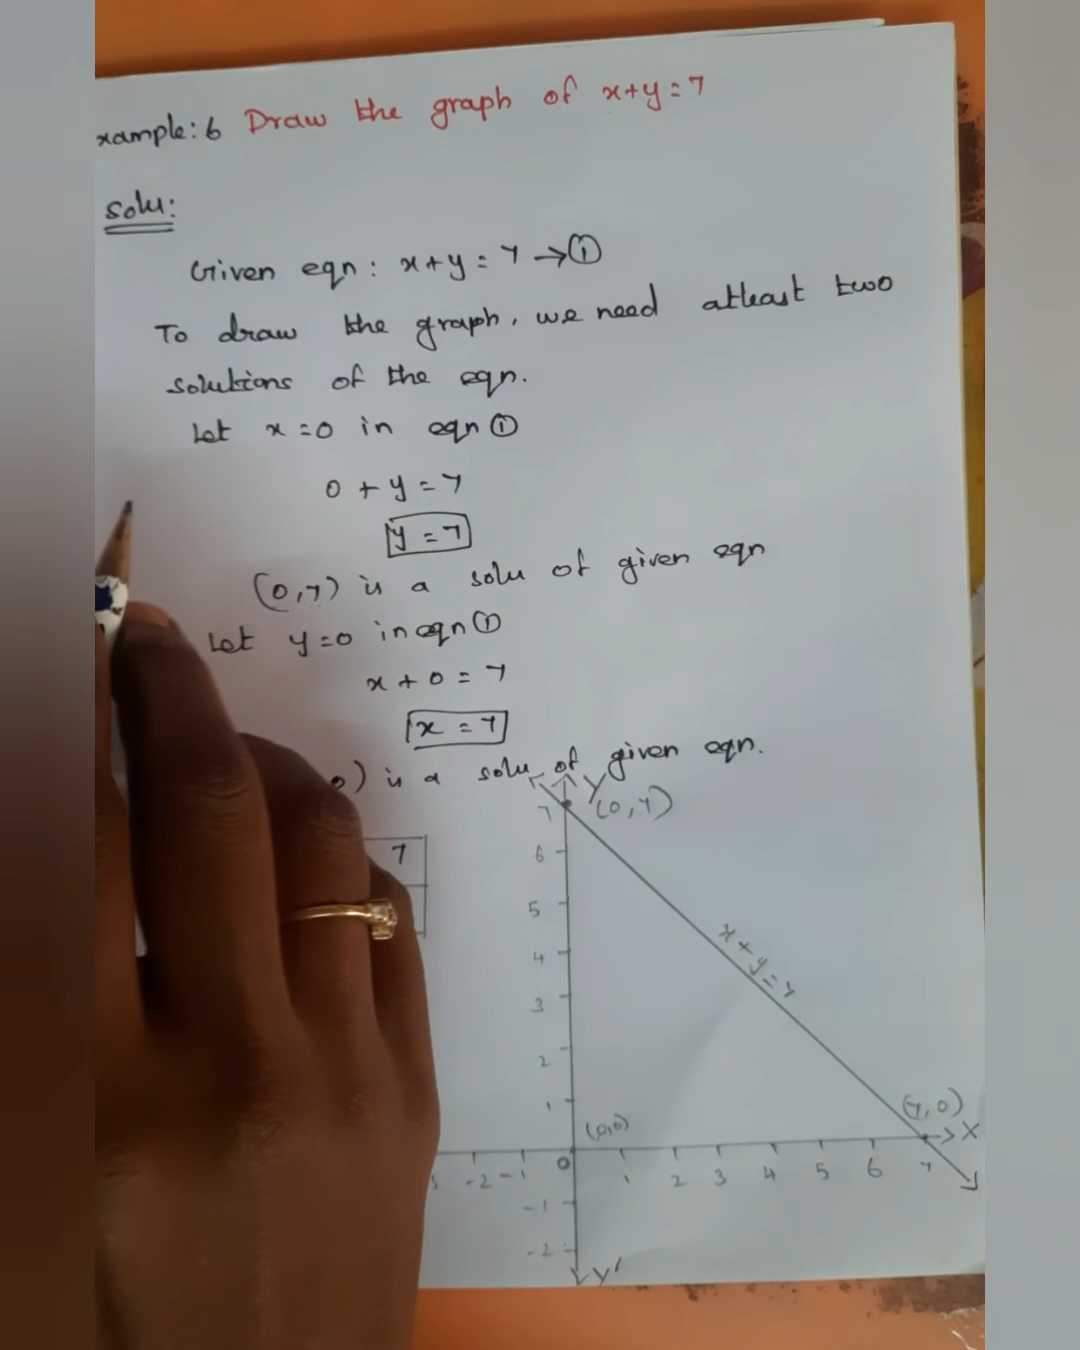 xample: 6 Draw the graph of x+y=7
Solu:
Given eqn: x+y=7 →①
To draw the graph, we need atleast two
solutions of the eqn.
Let x=0 in eqn ①
0 + y = 7
y = 7
(0,7) is a solu of given eqn
Let y=0 in eqn ①
x + 0 = 7
x = 7
0) is a solu of given eqn.
7
Y
(0,7)
7
6
5
4
3
2
1
x+y=7
(0,0)
(7,0)
X
-2 -1 0 1 2 3 4 5 6 7
-1
-2
Y'